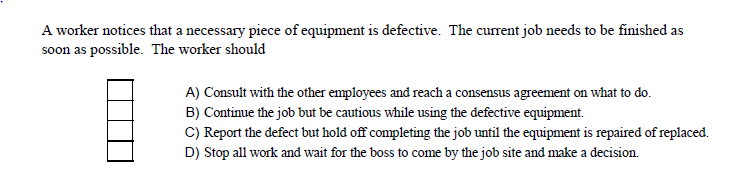 A worker notices that a necessary piece of equipment is defective.  The current job needs to be finished as
soon as possible.  The worker should
A) Consult with the other employees and reach a consensus agreement on what to do.
B) Continue the job but be cautious while using the defective equipment.
C) Report the defect but hold off completing the job until the equipment is repaired of replaced.
D) Stop all work and wait for the boss to come by the job site and make a decision.